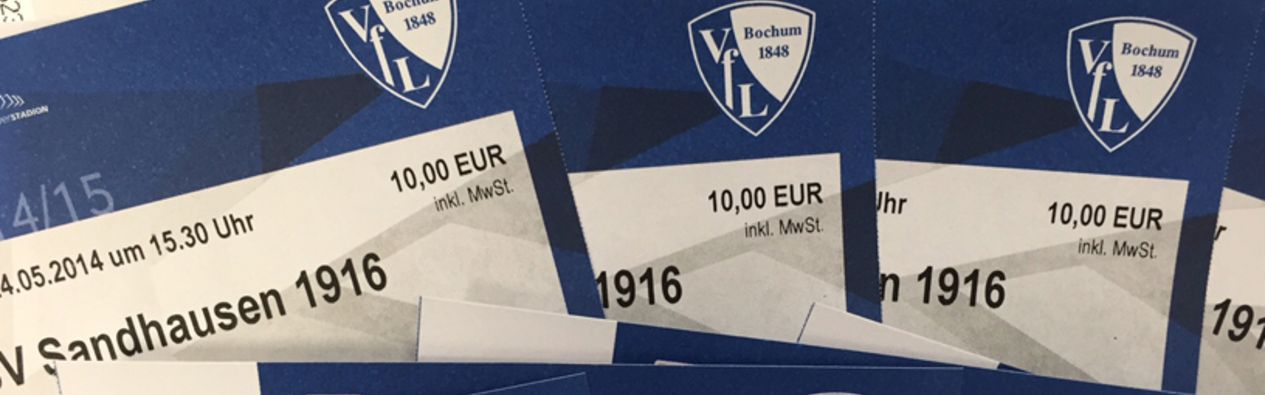 VfL Bochum
1848
STADION
4/15
10,00 EUR
inkl. MwSt.
4.05.2014 um 15.30 Uhr
SV Sandhausen 1916
VfL Bochum
1848
10,00 EUR
inkl. MwSt.
1916
VfL Bochum
1848
Uhr
10,00 EUR
inkl. MwSt.
n 1916
r
191